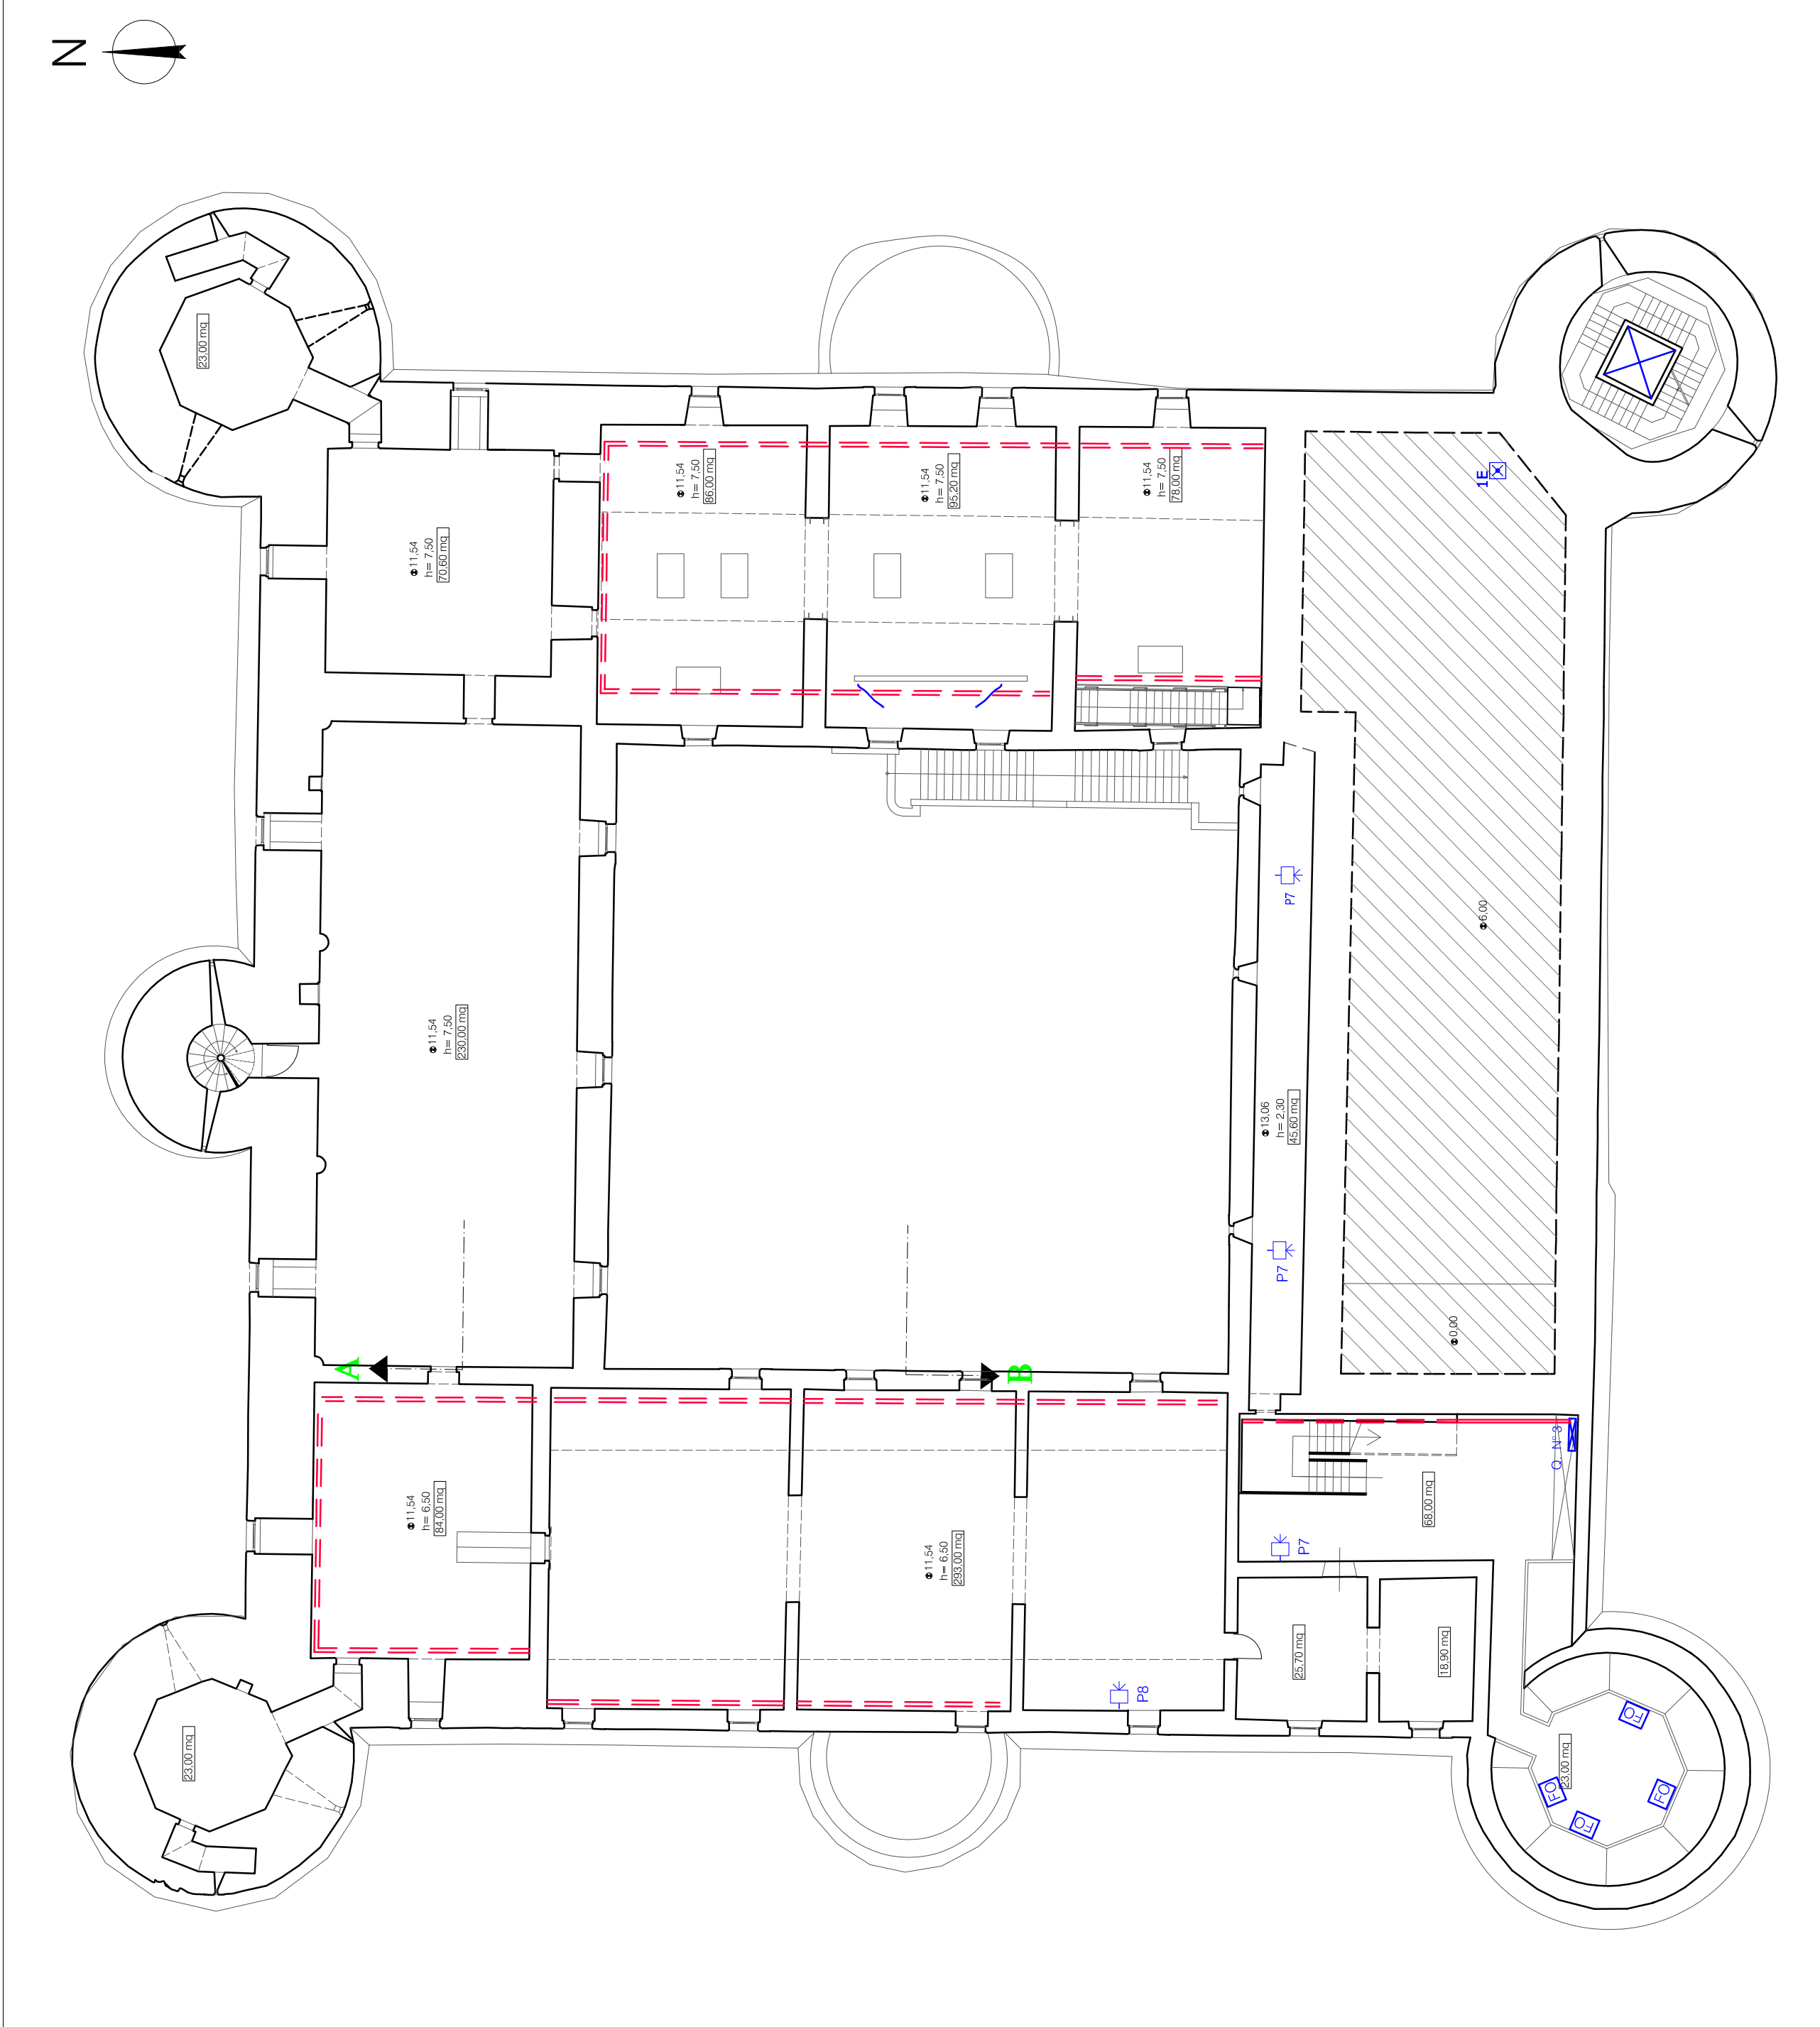 N
23,00 mq
11,54
h= 7,50
70,60 mq
11,54
h= 7,50
86,00 mq
11,54
h= 7,50
95,20 mq
11,54
h= 7,50
78,00 mq
1E
6,00
0,00
P7
P7
13,06
h= 2,30
45,60 mq
11,54
h= 7,50
230,00 mq
A
B
11,54
h= 6,50
84,00 mq
11,54
h= 6,50
293,00 mq
Q. N° 3
68,00 mq
P7
P8
25,70 mq
18,90 mq
23,00 mq
23,00 mq
FO
FO
FO
FO